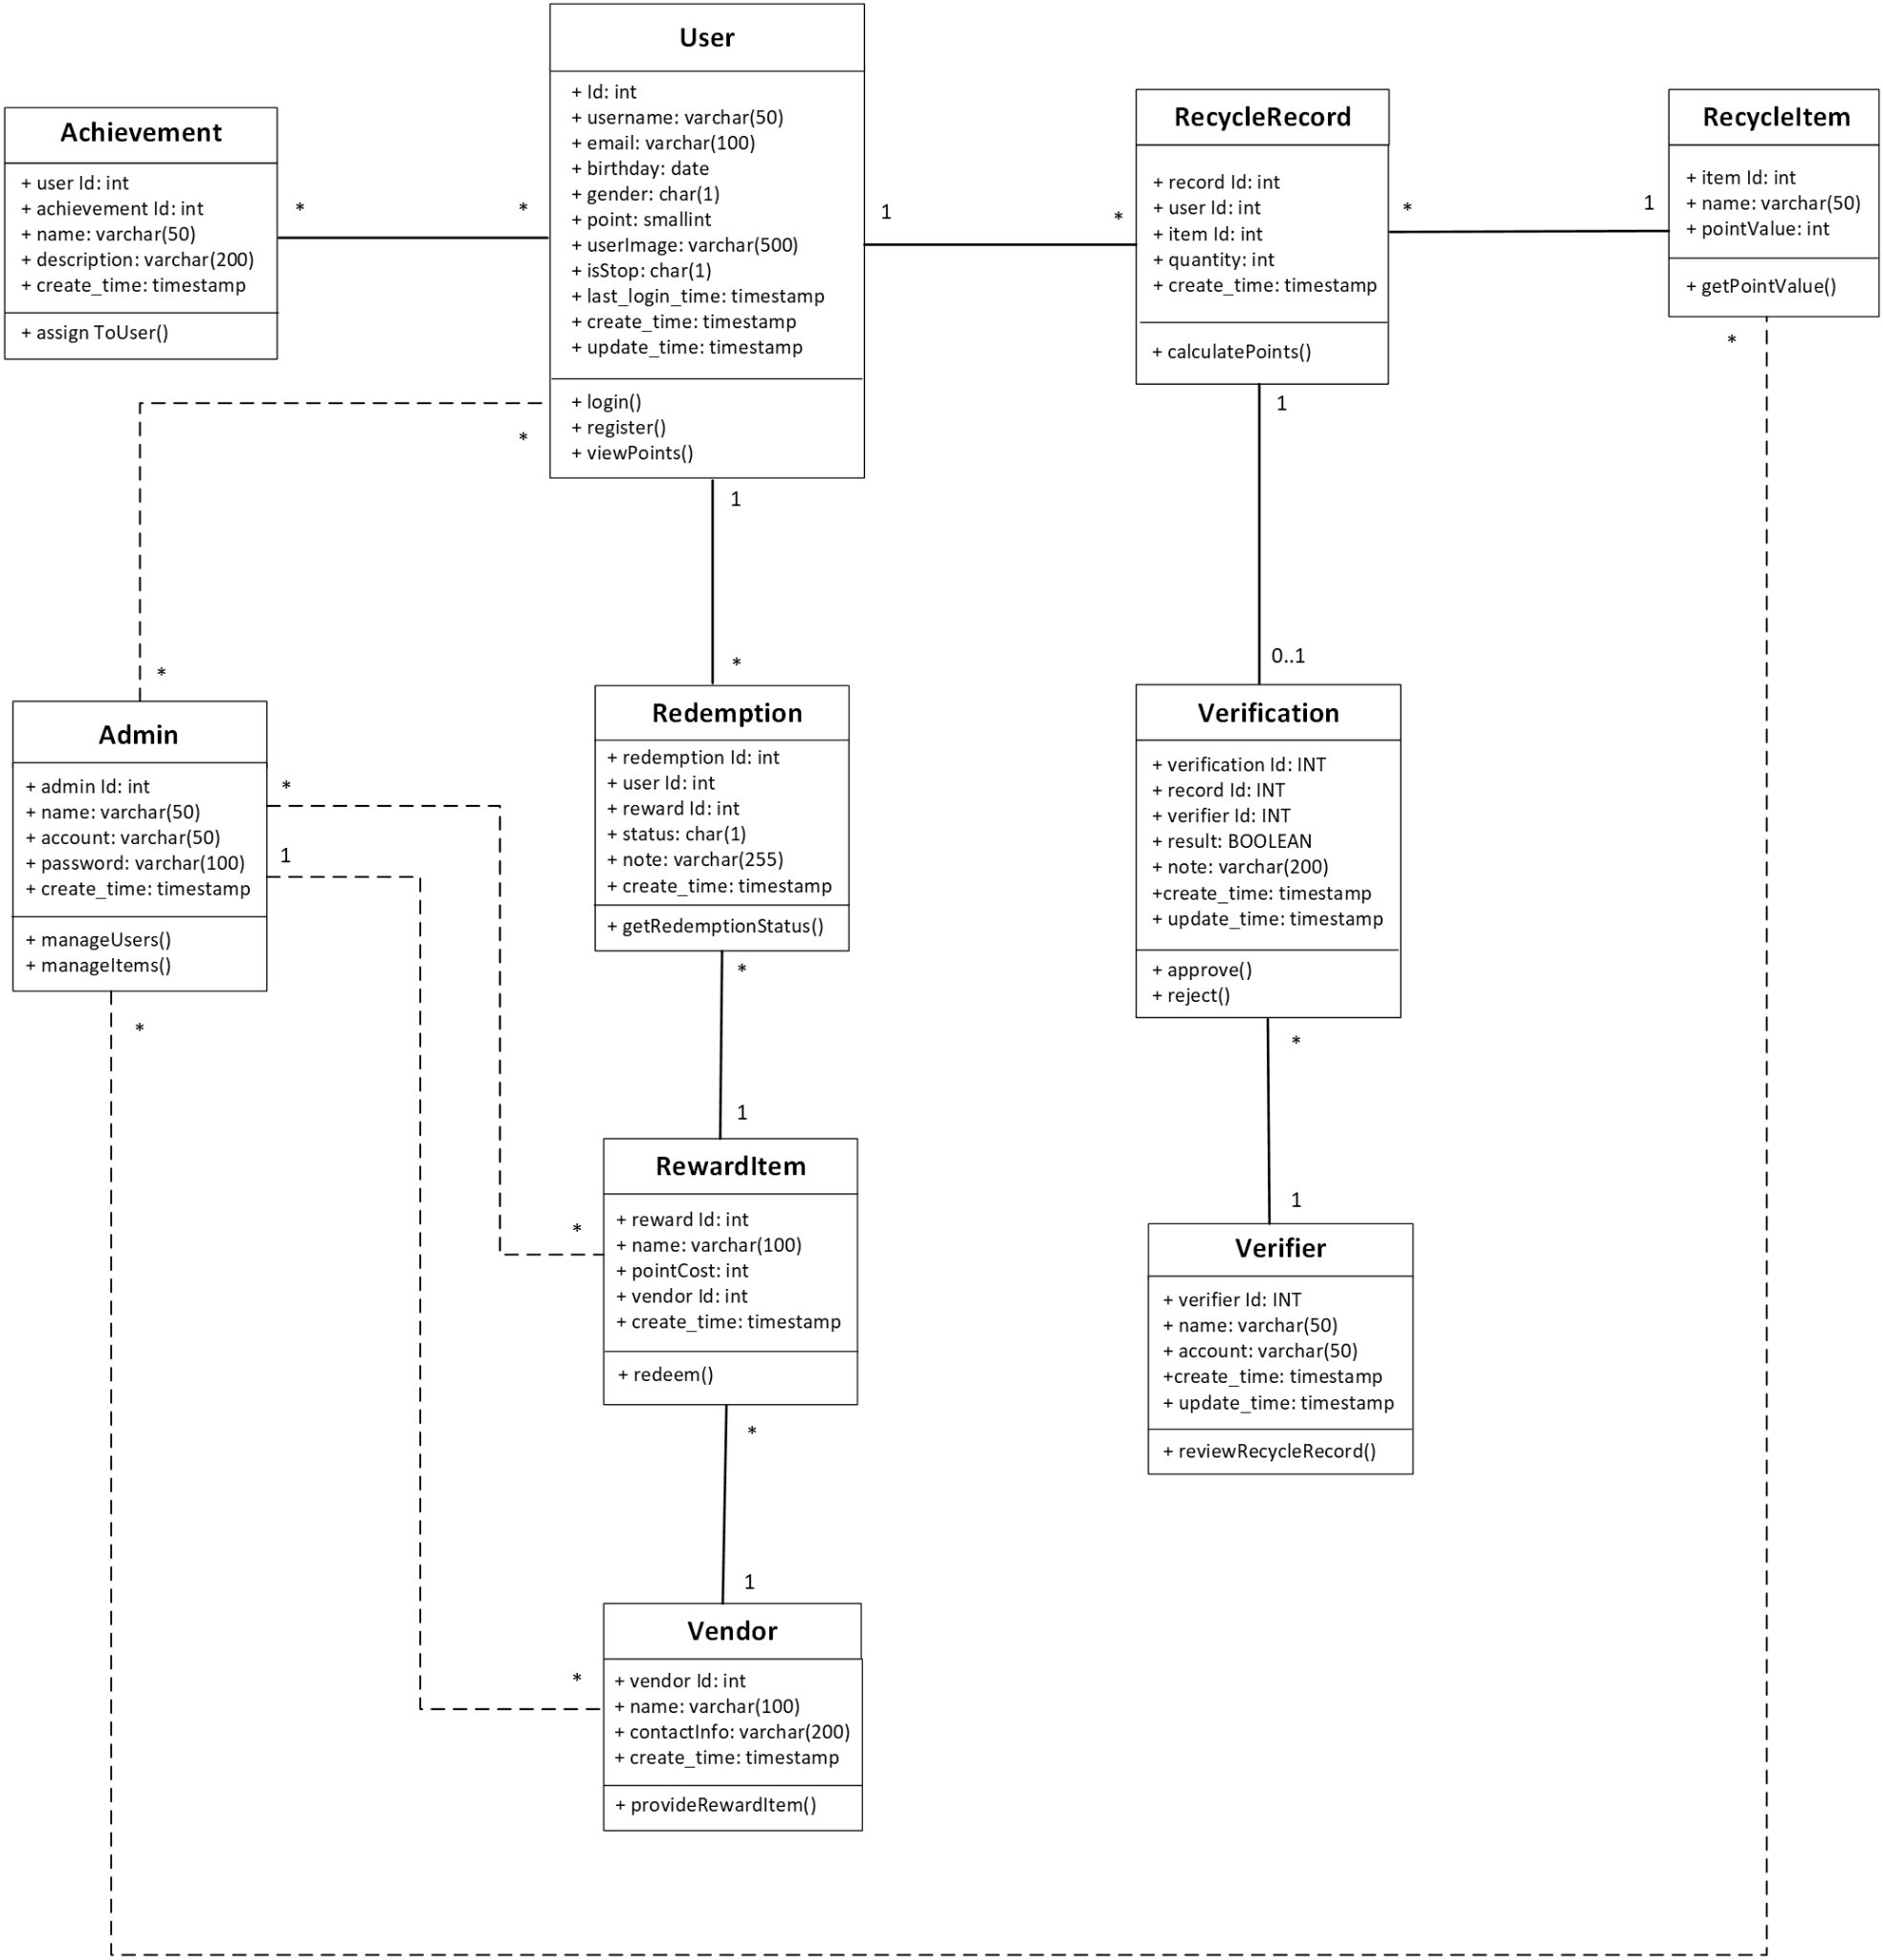 User
+ Id: int
+ username: varchar(50)
+ email: varchar(100)
+ birthday: date
+ gender: char(1)
+ point: smallint
+ userImage: varchar(500)
+ isStop: char(1)
+ last_login_time: timestamp
+ create_time: timestamp
+ update_time: timestamp
+ login()
+ register()
+ viewPoints()
Achievement
+ user Id: int
+ achievement Id: int
+ name: varchar(50)
+ description: varchar(200)
+ create_time: timestamp
+ assign ToUser()
*
*
1
*
RecycleRecord
+ record Id: int
+ user Id: int
+ item Id: int
+ quantity: int
+ create_time: timestamp
+ calculatePoints()
*
1
RecycleItem
+ item Id: int
+ name: varchar(50)
+ pointValue: int
+ getPointValue()
*
*
*
1
*
1
0..1
Admin
+ admin Id: int
+ name: varchar(50)
+ account: varchar(50)
+ password: varchar(100)
+ create_time: timestamp
+ manageUsers()
+ manageItems()
*
1
*
Redemption
+ redemption Id: int
+ user Id: int
+ reward Id: int
+ status: char(1)
+ note: varchar(255)
+ create_time: timestamp
+ getRedemptionStatus()
*
1
Verification
+ verification Id: INT
+ record Id: INT
+ verifier Id: INT
+ result: BOOLEAN
+ note: varchar(200)
+create_time: timestamp
+ update_time: timestamp
+ approve()
+ reject()
*
1
*
RewardItem
+ reward Id: int
+ name: varchar(100)
+ pointCost: int
+ vendor Id: int
+ create_time: timestamp
+ redeem()
*
1
Verifier
+ verifier Id: INT
+ name: varchar(50)
+ account: varchar(50)
+create_time: timestamp
+ update_time: timestamp
+ reviewRecycleRecord()
*
Vendor
+ vendor Id: int
+ name: varchar(100)
+ contactInfo: varchar(200)
+ create_time: timestamp
+ provideRewardItem()